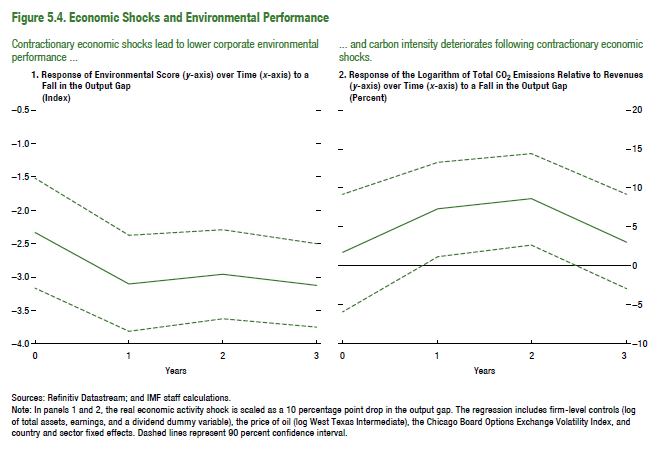 Figure 5.4. Economic Shocks and Environmental Performance
Contractionary economic shocks lead to lower corporate environmental
performance ...
... and carbon intensity deteriorates following contractionary economic
shocks.
1. Response of Environmental Score (y-axis) over Time (x-axis) to a
Fall in the Output Gap
(Index)
–0.5
–1.0
–1.5
–2.0
–2.5
–3.0
–3.5
–4.0
0 1 2 3
Years
2. Response of the Logarithm of Total CO2 Emissions Relative to Revenues
(y-axis) over Time (x-axis) to a Fall in the Output Gap
(Percent)
20
15
10
5
0
–5
–10
0 1 2 3
Years
Sources: Refinitiv Datastream; and IMF staff calculations.
Note: In panels 1 and 2, the real economic activity shock is scaled as a 10 percentage point drop in the output gap. The regression includes firm-level controls (log
of total assets, earnings, and a dividend dummy variable), the price of oil (log West Texas Intermediate), the Chicago Board Options Exchange Volatility Index, and
country and sector fixed effects. Dashed lines represent 90 percent confidence interval.